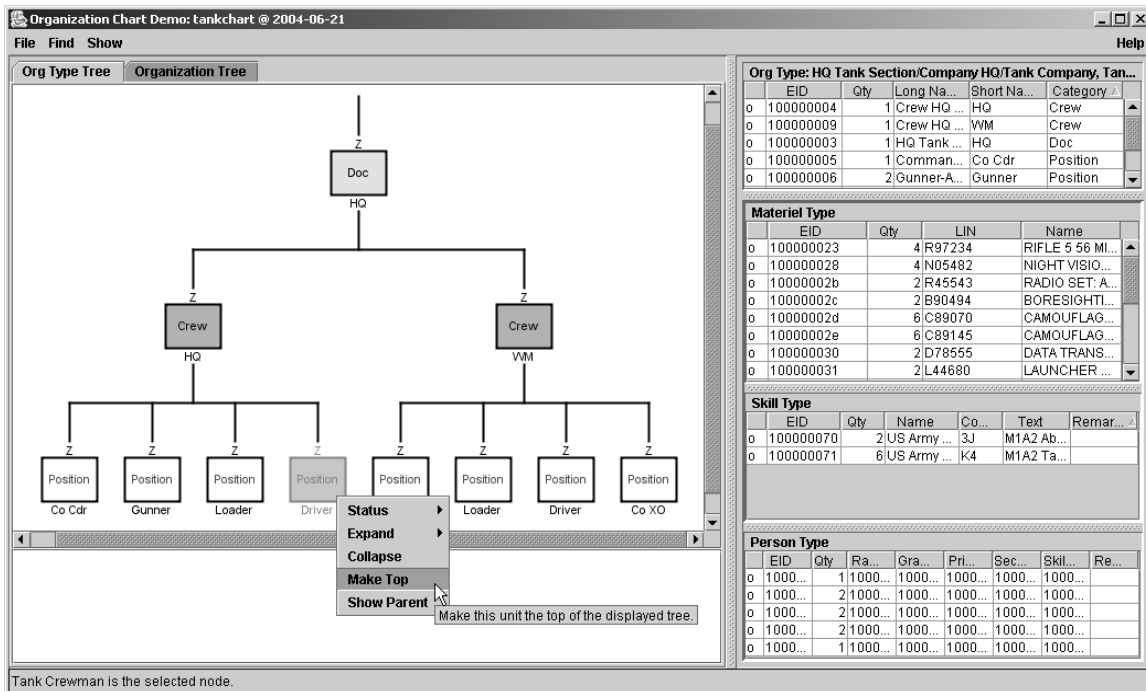 Organization Chart Demo: tankchart @ 2004-06-21
File Find Show Help
Org Type Tree Organization Tree
Z
Doc
HQ
Z Z
Crew Crew
HQ WM
Z Z Z Z Z Z Z
Position Position Position Position Position Position Position Position
Co Cdr Gunner Loader Driver Loader Driver Co XO
Status
Expand
Collapse
Make Top
Show Parent
Make this unit the top of the displayed tree.
Org Type: HQ Tank Section/Company HQ/Tank Company, Tan...
EID Qty Long Na... Short Na... Category
o 100000004 1 Crew HQ ... HQ Crew
o 100000009 1 Crew HQ ... WM Crew
o 100000003 1 HQ Tank ... HQ Doc
o 100000005 1 Comman... Co Cdr Position
o 100000006 2 Gunner-A... Gunner Position
Materiel Type
EID Qty LIN Name
o 100000023 4 R97234 RIFLE 5 56 MI...
o 100000028 4 N05482 NIGHT VISIO...
o 10000002b 2 R45543 RADIO SET: A...
o 10000002c 2 B90494 BORESIGHTI...
o 10000002d 6 C89070 CAMOUFLAG...
o 10000002e 6 C89145 CAMOUFLAG...
o 100000030 2 D78555 DATA TRANS...
o 100000031 2 L44680 LAUNCHER ...
Skill Type
EID Qty Name Co... Text Remar...
o 100000070 2 US Army ... 3J M1A2 Ab...
o 100000071 6 US Army ... K4 M1A2 Ta...
Person Type
EID Qty Ra... Gra... Pri... Sec... Skil... Re...
o 1000... 1 1000... 1000... 1000... 1000... 1000...
o 1000... 2 1000... 1000... 1000... 1000... 1000...
o 1000... 2 1000... 1000... 1000... 1000... 1000...
o 1000... 2 1000... 1000... 1000... 1000... 1000...
o 1000... 1 1000... 1000... 1000... 1000... 1000...
Tank Crewman is the selected node.